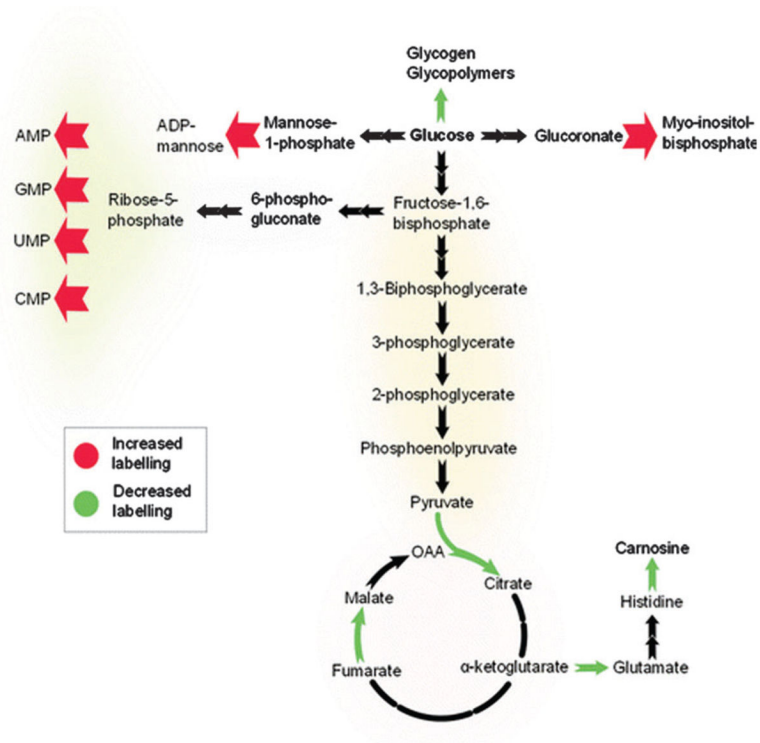 Glycogen
Glycopolymers
AMP
ADP-
mannose
Mannose-
1-phosphate
Glucose
Glucoronate
Myo-inositol-
bisphosphate
GMP
Ribose-5-
phosphate
6-phospho-
gluconate
Fructose-1,6-
bisphosphate
UMP
CMP
1,3-Biphosphoglycerate
3-phosphoglycerate
2-phosphoglycerate
Phosphoenolpyruvate
Increased
labelling
Decreased
labelling
Pyruvate
OAA
Citrate
Carnosine
Malate
Histidine
Fumarate
α-ketoglutarate
Glutamate